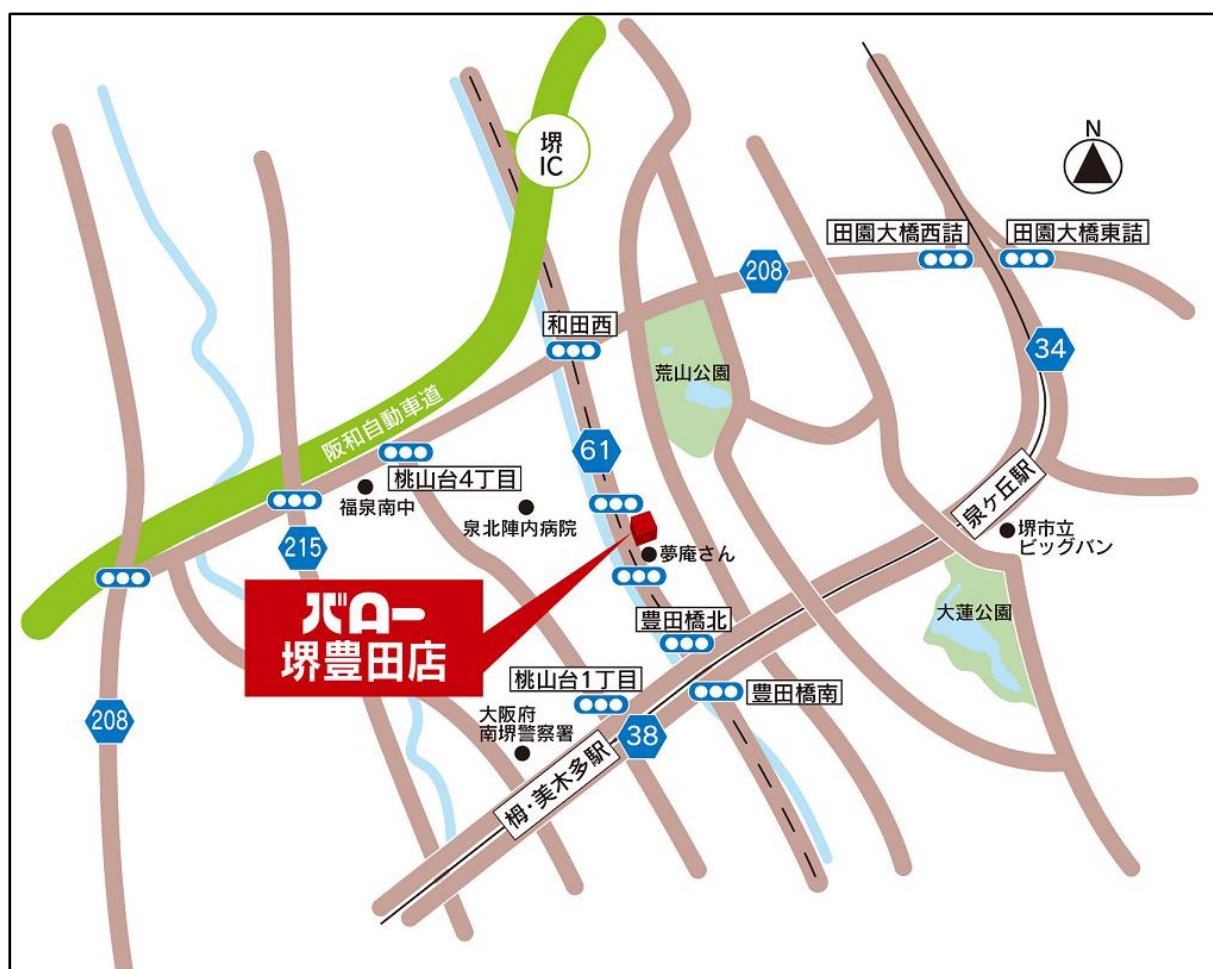 堺
IC
N
田園大橋西詰
田園大橋東詰
208
和田西
34
荒山公園
阪和自動車道
61
桃山台4丁目
福泉南中
泉北陣内病院
泉ヶ丘駅
堺市立
ビッグバン
215
夢庵さん
バロー
堺豊田店
大蓮公園
豊田橋北
桃山台1丁目
豊田橋南
208
大阪府
南堺警察署
38
栂・美木多駅